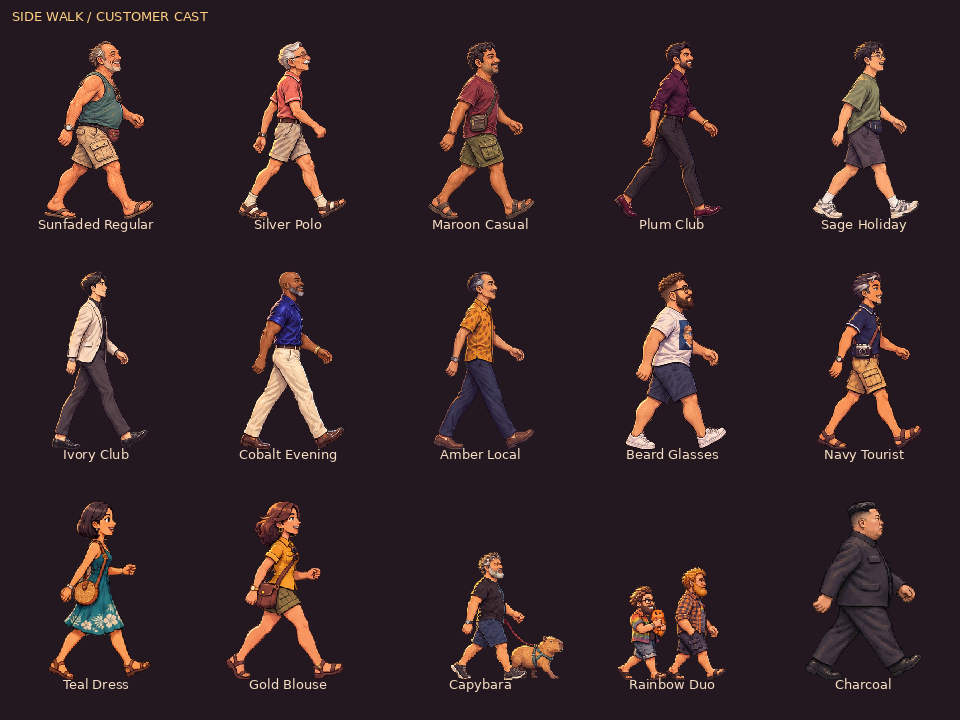 SIDE WALK / CUSTOMER CAST
Sunfaded Regular
Silver Polo
Maroon Casual
Plum Club
Sage Holiday
Ivory Club
Cobalt Evening
Amber Local
Beard Glasses
Navy Tourist
Teal Dress
Gold Blouse
Capybara
Rainbow Duo
Charcoal